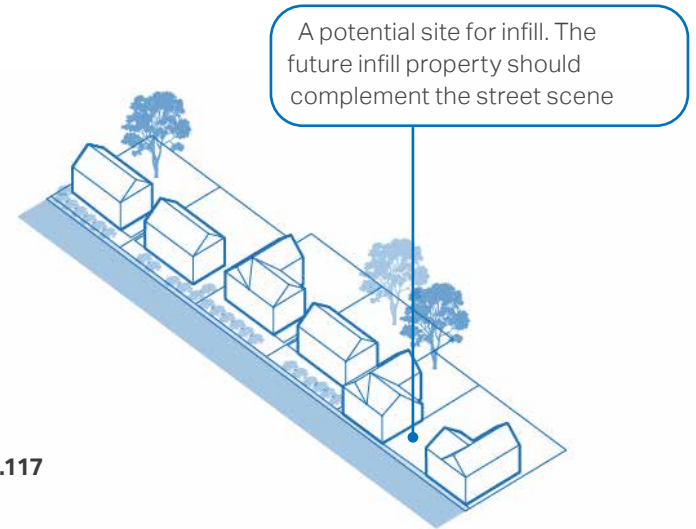 A potential site for infill. The
future infill property should
complement the street scene
.117